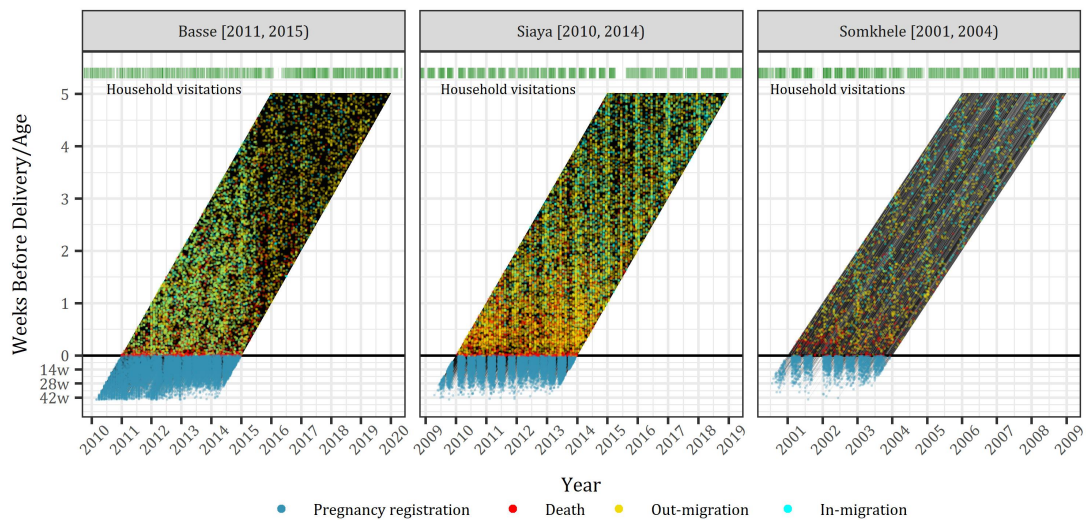 Basse [2011, 2015)
Siaya [2010, 2014)
Somkhele [2001, 2004)
Household visitations
Household visitations
Household visitations
Weeks Before Delivery/Age
5
4
3
2
1
0
14w
28w
42w
2010 2011 2012 2013 2014 2015 2016 2017 2018 2019 2020
2009 2010 2011 2012 2013 2014 2015 2016 2017 2018 2019
2001 2002 2003 2004 2005 2006 2007 2008 2009
Year
Pregnancy registration Death Out-migration In-migration